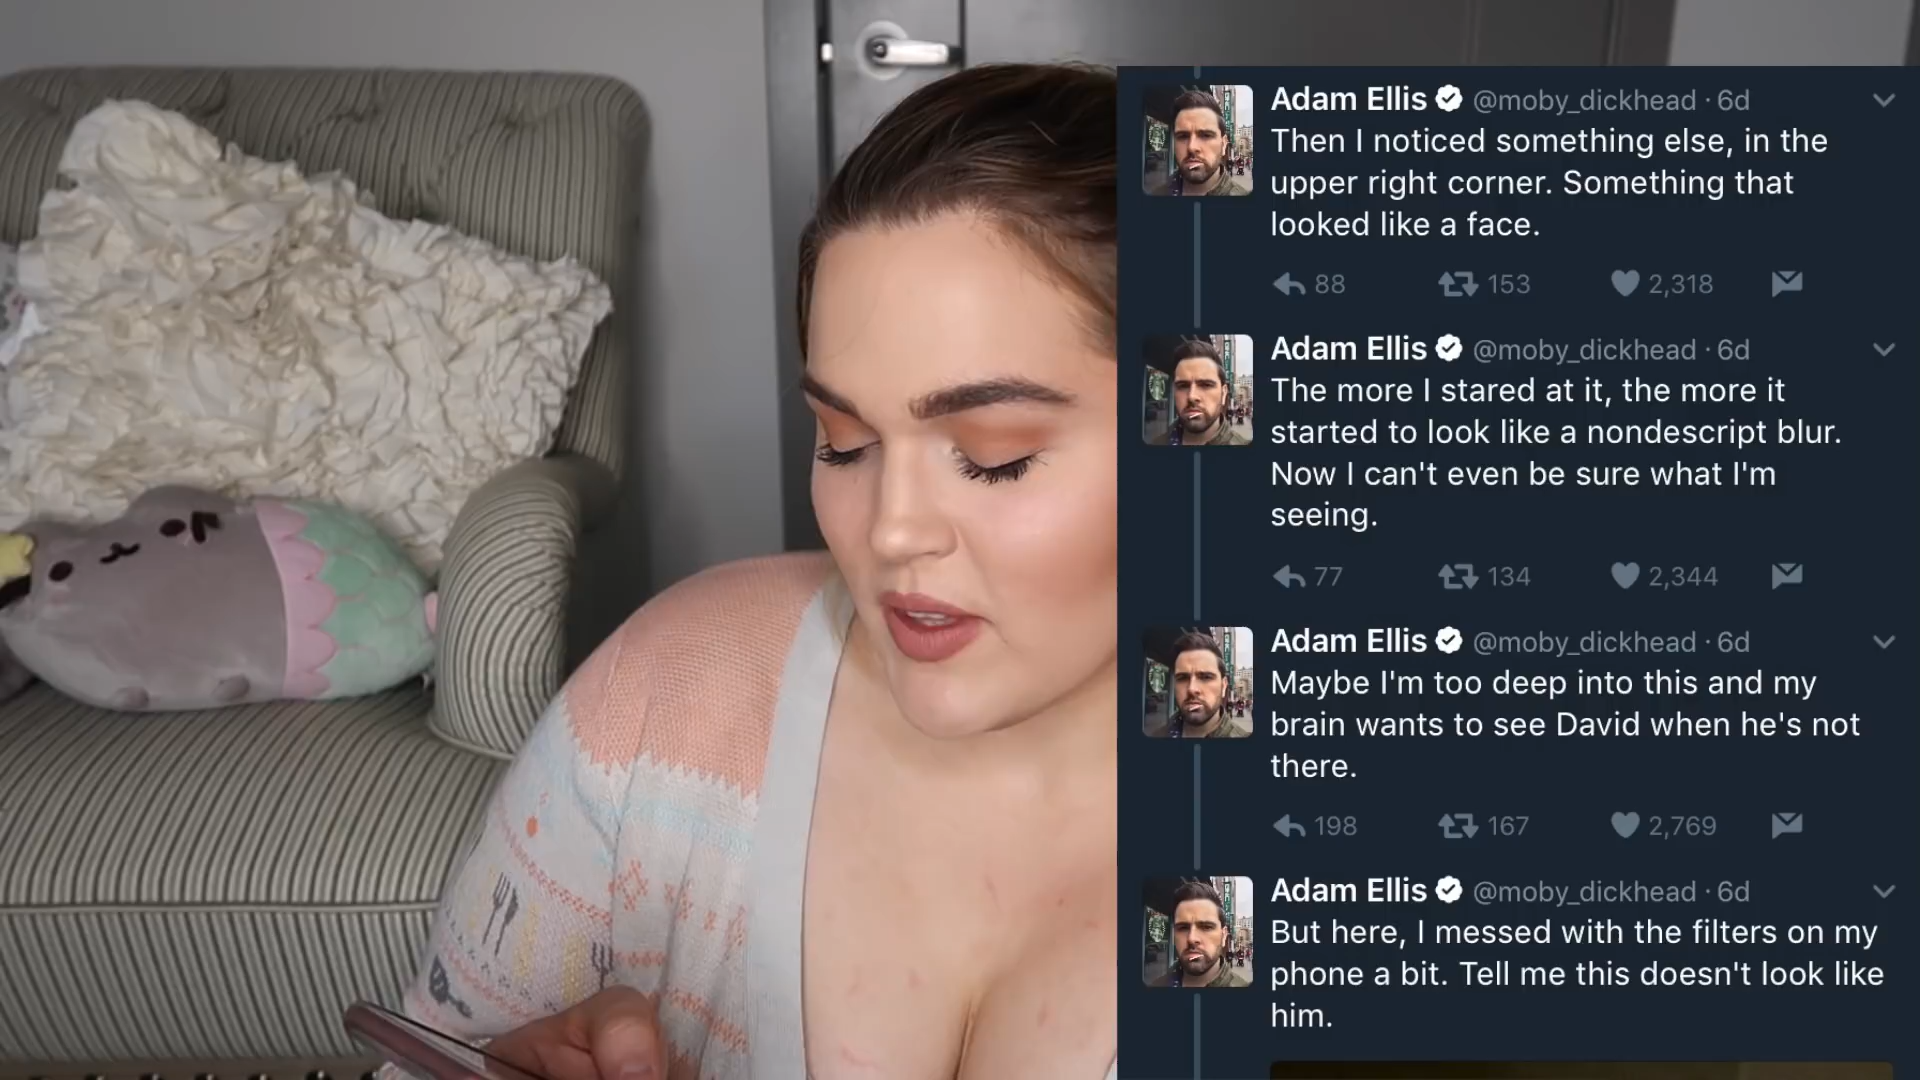 Adam Ellis @moby_dickhead · 6d
Then I noticed something else, in the
upper right corner. Something that
looked like a face.
88 153 2,318
Adam Ellis @moby_dickhead · 6d
The more I stared at it, the more it
started to look like a nondescript blur.
Now I can't even be sure what I'm
seeing.
77 134 2,344
Adam Ellis @moby_dickhead · 6d
Maybe I'm too deep into this and my
brain wants to see David when he's not
there.
198 167 2,769
Adam Ellis @moby_dickhead · 6d
But here, I messed with the filters on my
phone a bit. Tell me this doesn't look like
him.